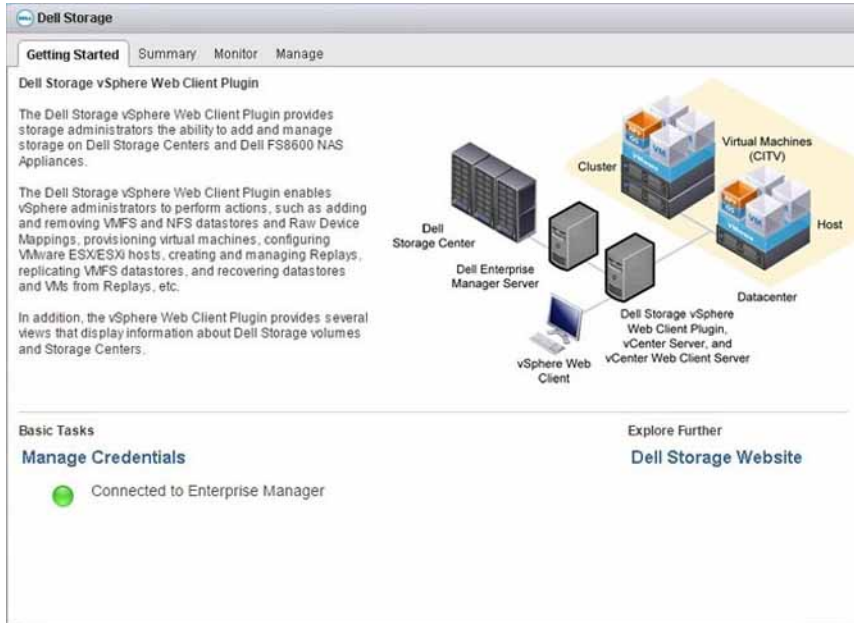 DELL Dell Storage
Getting Started Summary Monitor Manage
Dell Storage vSphere Web Client Plugin
The Dell Storage vSphere Web Client Plugin provides
storage administrators the ability to add and manage
storage on Dell Storage Centers and Dell FS8600 NAS
Appliances.
The Dell Storage vSphere Web Client Plugin enables
vSphere administrators to perform actions, such as adding
and removing VMFS and NFS datastores and Raw Device
Mappings, provisioning virtual machines, configuring
VMware ESX/ESXi hosts, creating and managing Replays,
replicating VMFS datastores, and recovering datastores
and VMs from Replays, etc.
In addition, the vSphere Web Client Plugin provides several
views that display information about Dell Storage volumes
and Storage Centers.
Cluster
Virtual Machines
(CITV)
VM
VMware
VM
VMware
Host
Datacenter
Dell
Storage Center
Dell Enterprise
Manager Server
Dell Storage vSphere
Web Client Plugin,
vCenter Server, and
vCenter Web Client Server
vSphere Web
Client
Basic Tasks
Manage Credentials
Connected to Enterprise Manager
Explore Further
Dell Storage Website